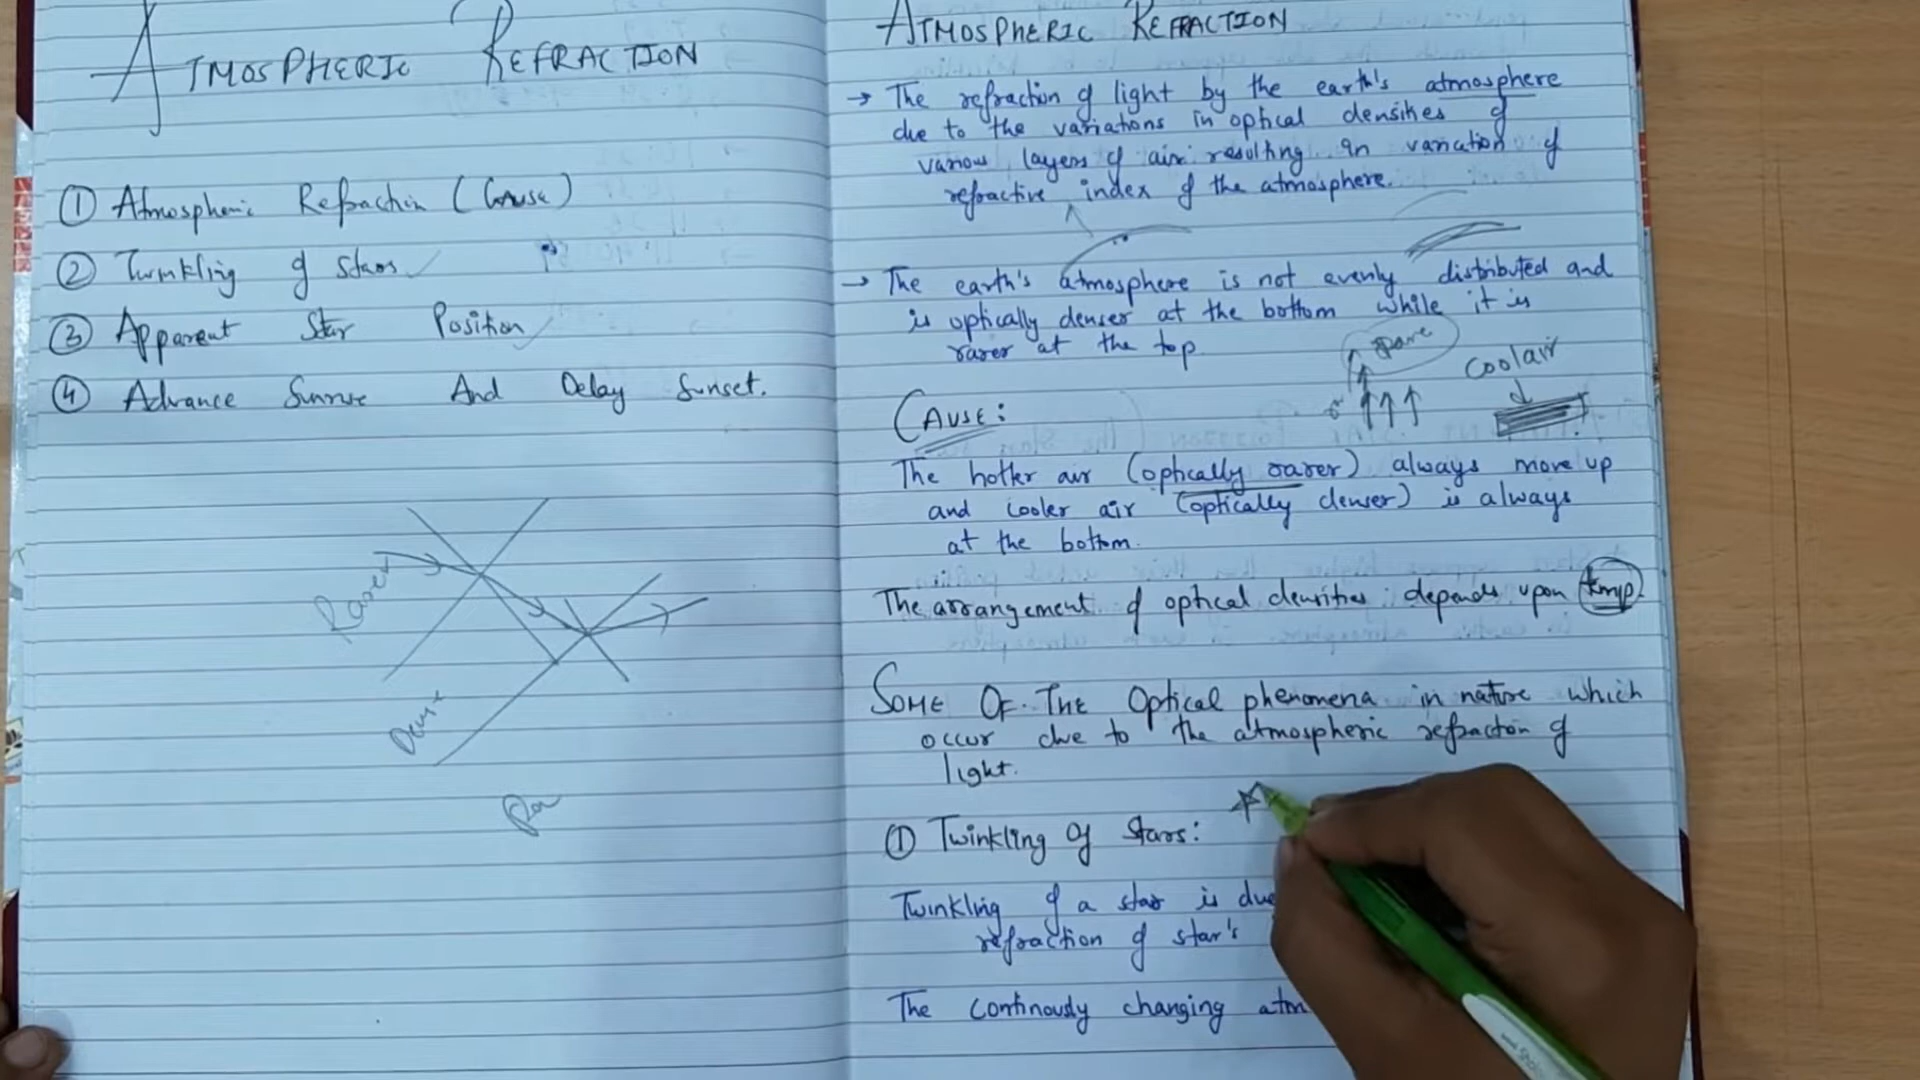 ATMOSPHERIC REFRACTION
① Atmospheric Refraction (Cause)
② Twinkling of Stars
③ Apparent Star Position
④ Advance Sunrise And Delay Sunset.
Rarer
Denser
Rar
ATMOSPHERIC REFRACTION
→ The refraction of light by the earth's atmosphere
due to the variations in optical densities of
various layers of air resulting in variation of
refractive index of the atmosphere.
→ The earth's atmosphere is not evenly distributed and
is optically denser at the bottom while it is
rarer at the top.
space
Cool air
CAUSE:
The hotter air (optically rarer) always move up
and cooler air (optically denser) is always
at the bottom.
The arrangement of optical densities depends upon temp.
SOME OF THE Optical phenomena in nature which
occur due to the atmospheric refraction of
light.
① Twinkling Of Stars:
Twinkling of a star is due
refraction of star's
The continously changing atm